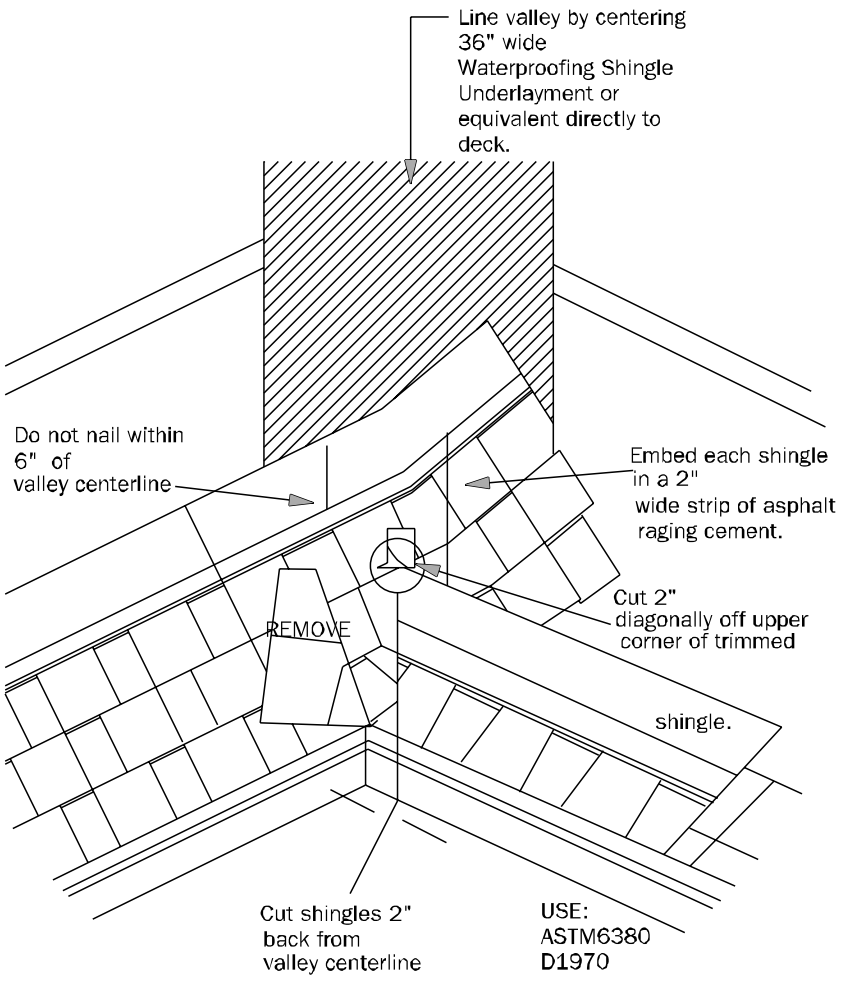 Line valley by centering
36" wide
Waterproofing Shingle
Underlayment or
equivalent directly to
deck.
Do not nail within
6" of
valley centerline
Embed each shingle
in a 2"
wide strip of asphalt
raging cement.
Cut 2"
diagonally off upper
corner of trimmed
shingle.
REMOVE
Cut shingles 2"
back from
valley centerline
USE:
ASTM6380
D1970